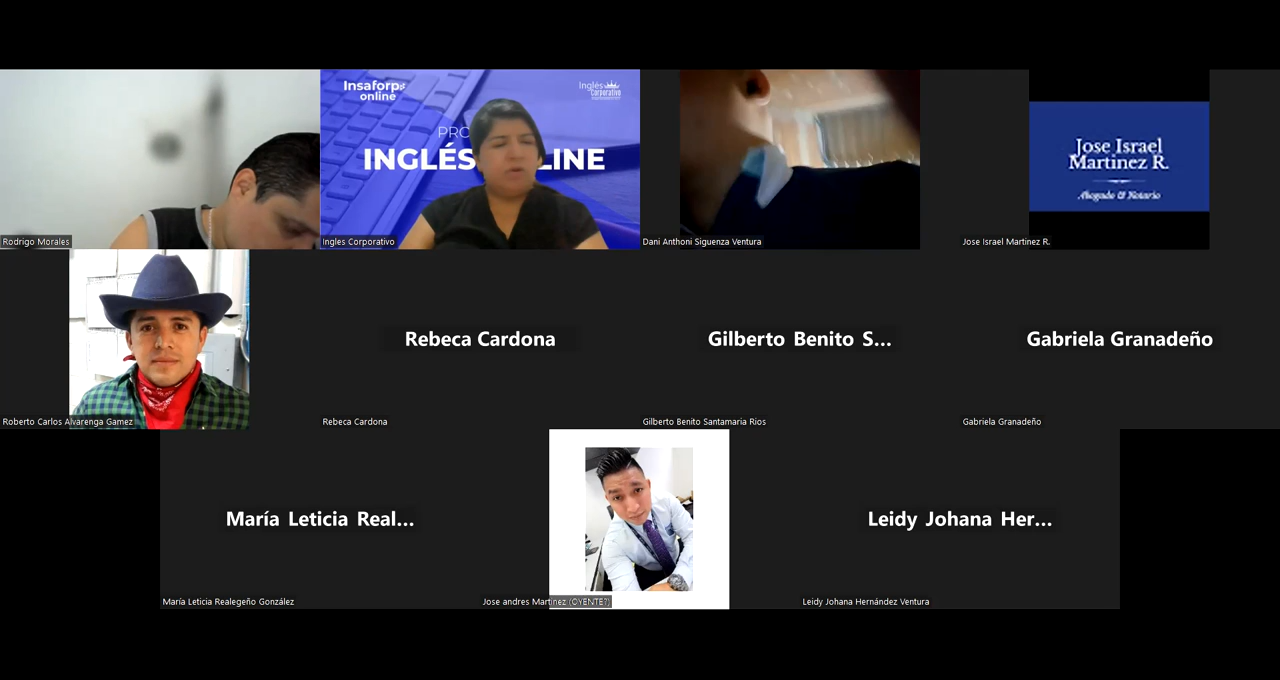 Insaforp
online
Inglés
Corporativo
PRO
INGLÉS
LINE
Rodrigo Morales
Ingles Corporativo
Dani Anthoni Siguenza Ventura
Jose Israel
Martinez R.
Abogado & Notario
Jose Israel Martinez R.
Roberto Carlos Alvarenga Gamez
Rebeca Cardona
Rebeca Cardona
Gilberto Benito S...
Gilberto Benito Santamaria Rios
Gabriela Granadeño
Gabriela Granadeño
María Leticia Real...
María Leticia Realegeño González
Jose andres Martinez (OYENTE?)
Leidy Johana Her...
Leidy Johana Hernández Ventura